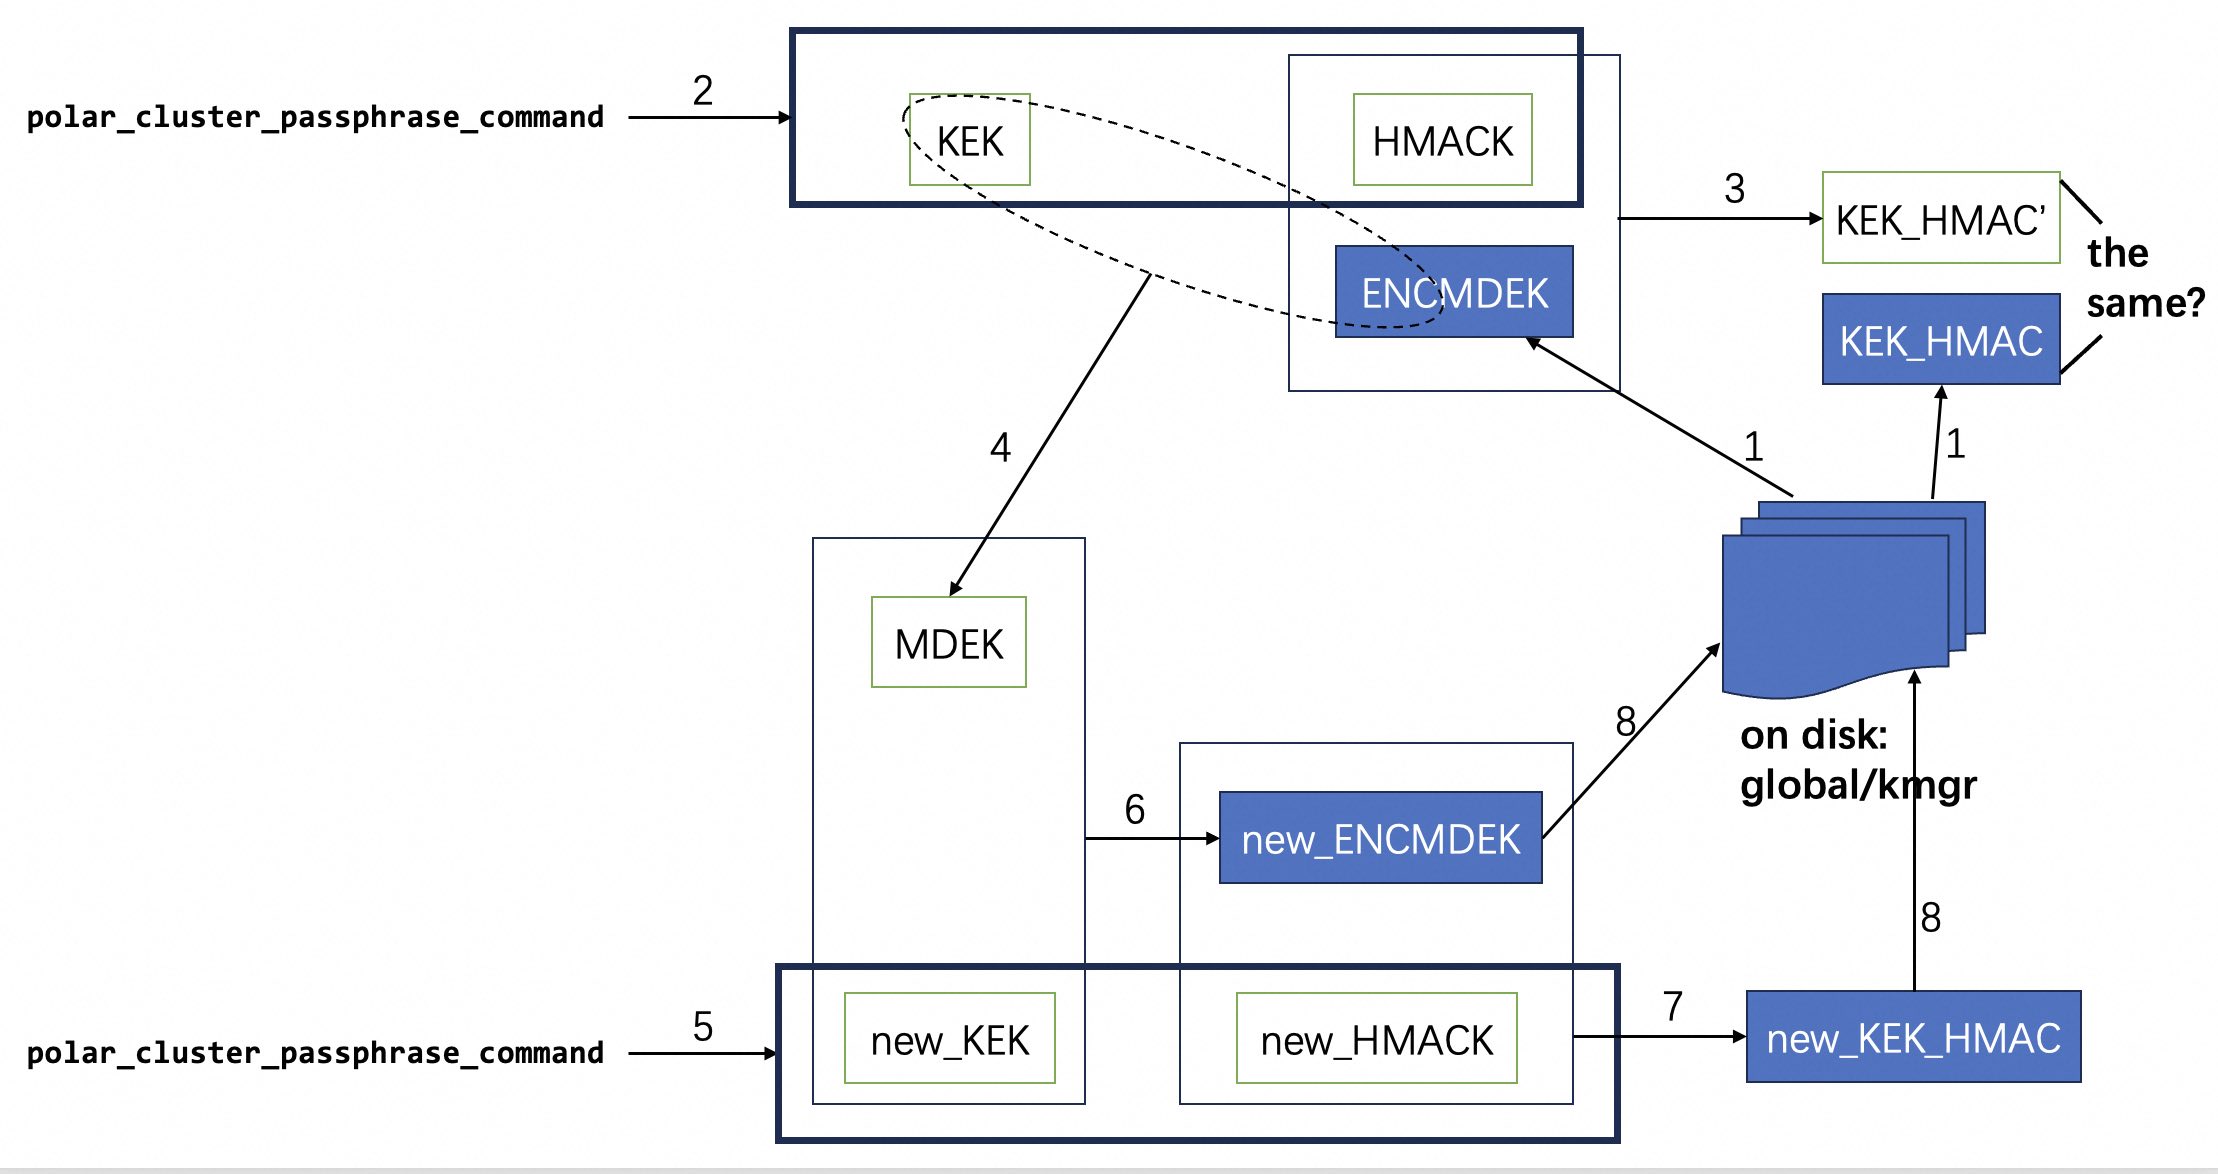 polar_cluster_passphrase_command
2
KEK
HMACK
3
KEK_HMAC’
the
same?
ENCMDEK
KEK_HMAC
4
1
1
MDEK
on disk:
global/kmgr
8
6
new_ENCMDEK
8
polar_cluster_passphrase_command
5
new_KEK
new_HMACK
7
new_KEK_HMAC